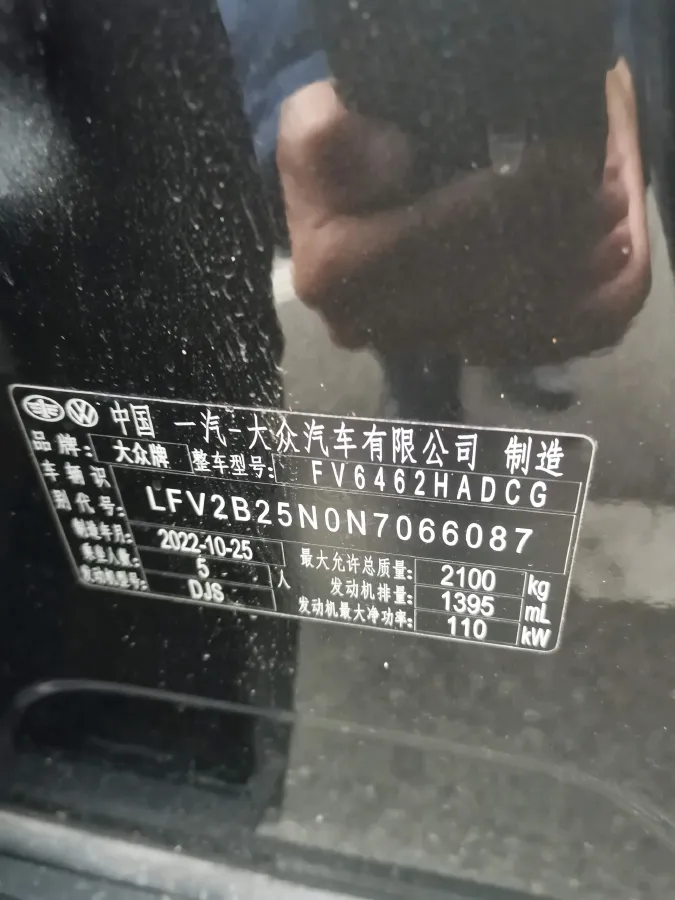 中国 一汽-大众汽车有限公司 制造
品牌: 大众牌 整车型号: FV6462HADCG
车辆识别代号: LFV2B25N0N7066087
制造年月: 2022-10-25 最大允许总质量: 2100 kg
乘坐人数: 5 人 发动机排量: 1395 mL
发动机型号: DJS 发动机最大净功率: 110 kW